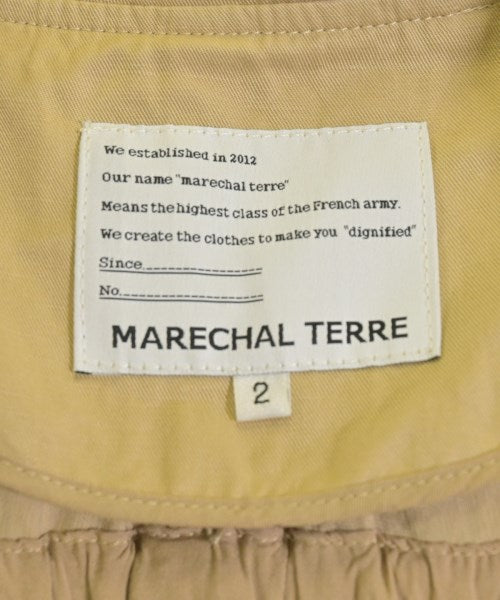 We established in 2012
Our name "marechal terre"
Means the highest class of the French army.
We create the clothes to make you "dignified"
Since
No.
MARECHAL TERRE
2